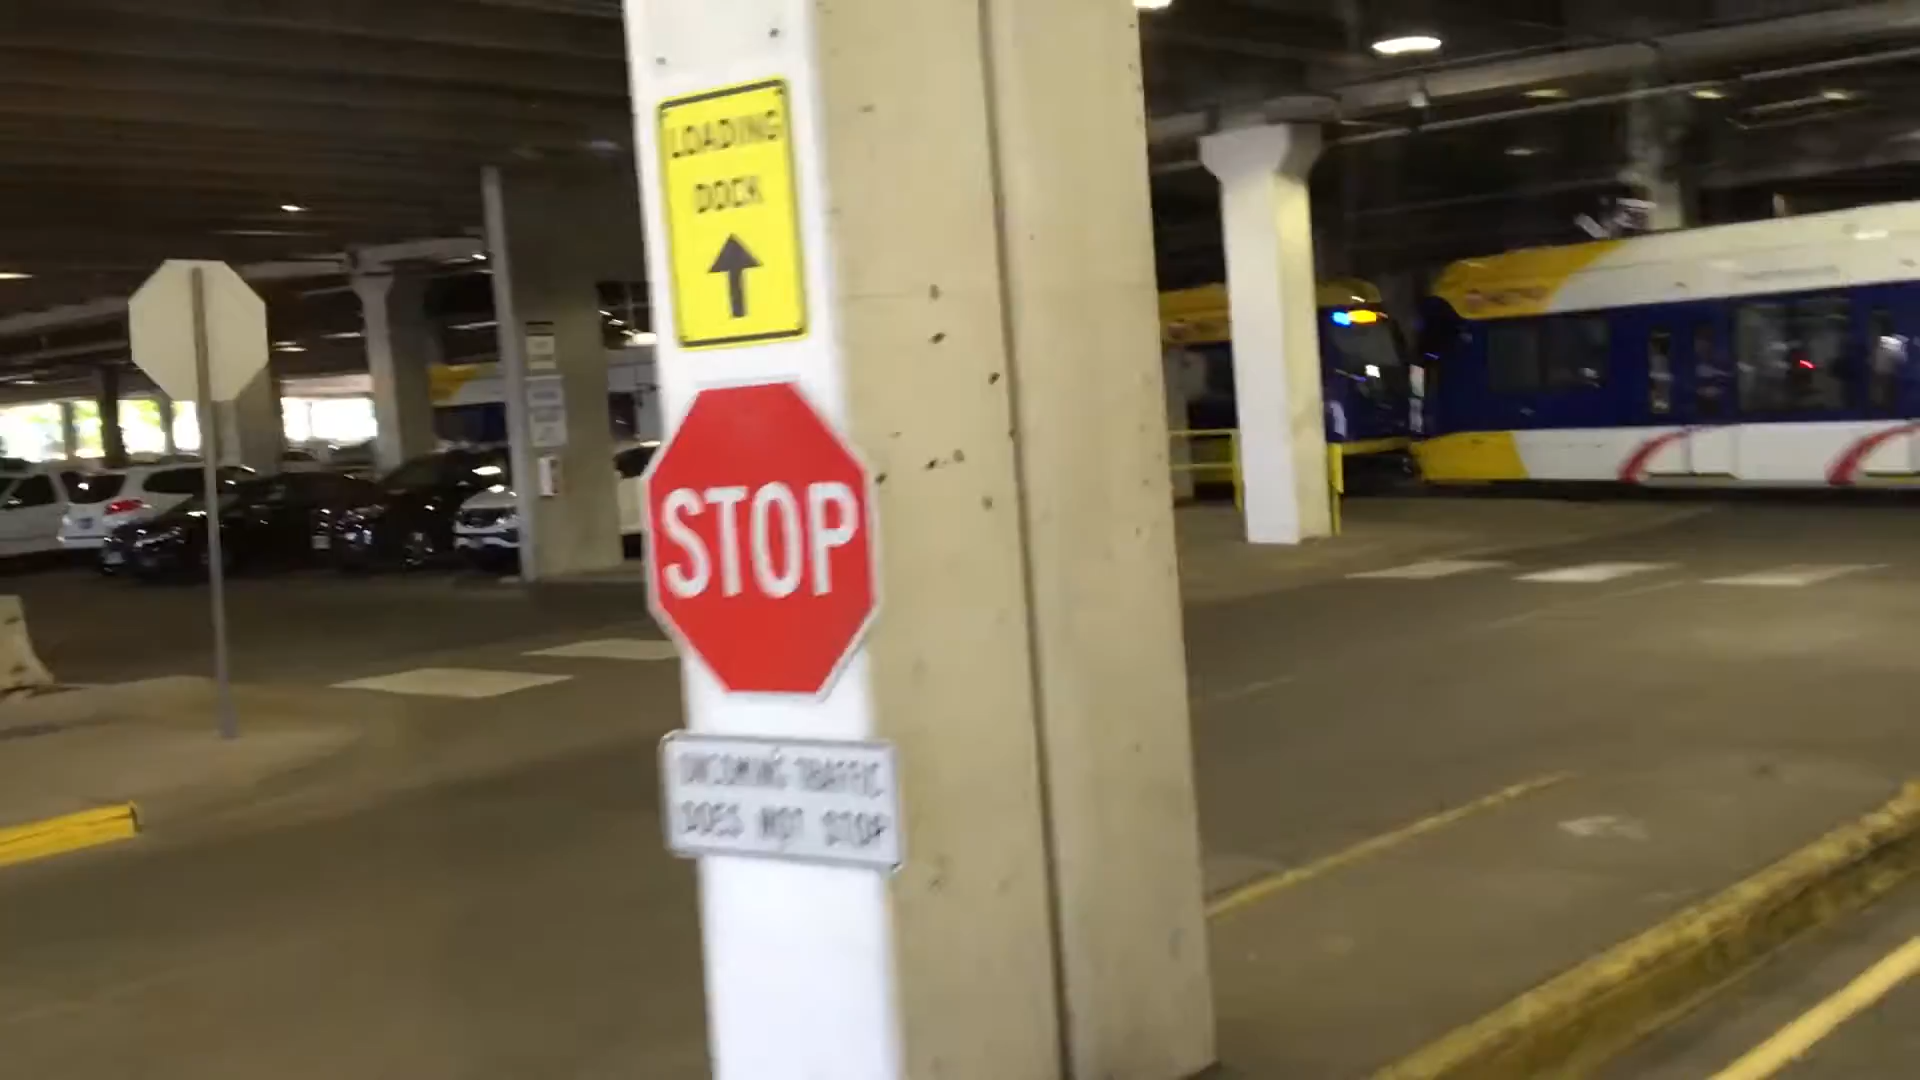 LOADING
DOCK
STOP
ONCOMING TRAFFIC
DOES NOT STOP